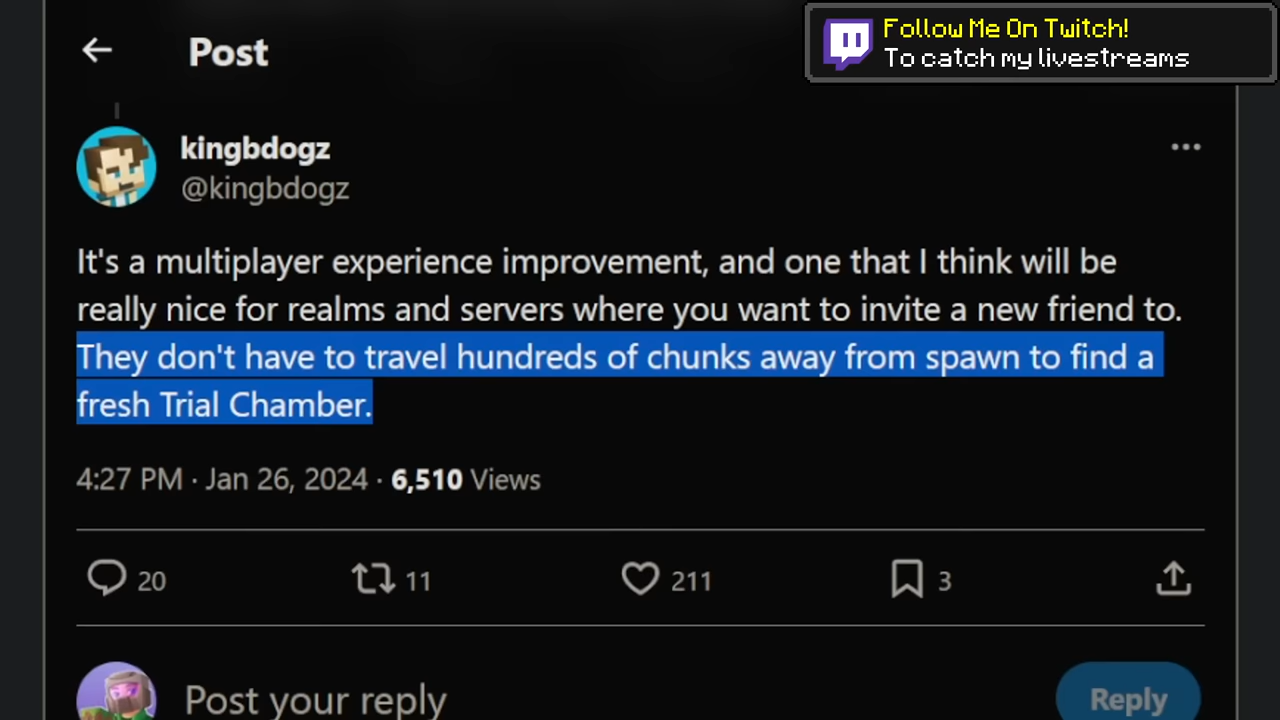 Follow Me On Twitch!
To catch my livestreams
Post
kingbdogz
@kingbdogz
It's a multiplayer experience improvement, and one that I think will be
really nice for realms and servers where you want to invite a new friend to.
They don't have to travel hundreds of chunks away from spawn to find a
fresh Trial Chamber.
4:27 PM · Jan 26, 2024 · 6,510 Views
20 11 211 3
Post your reply Reply